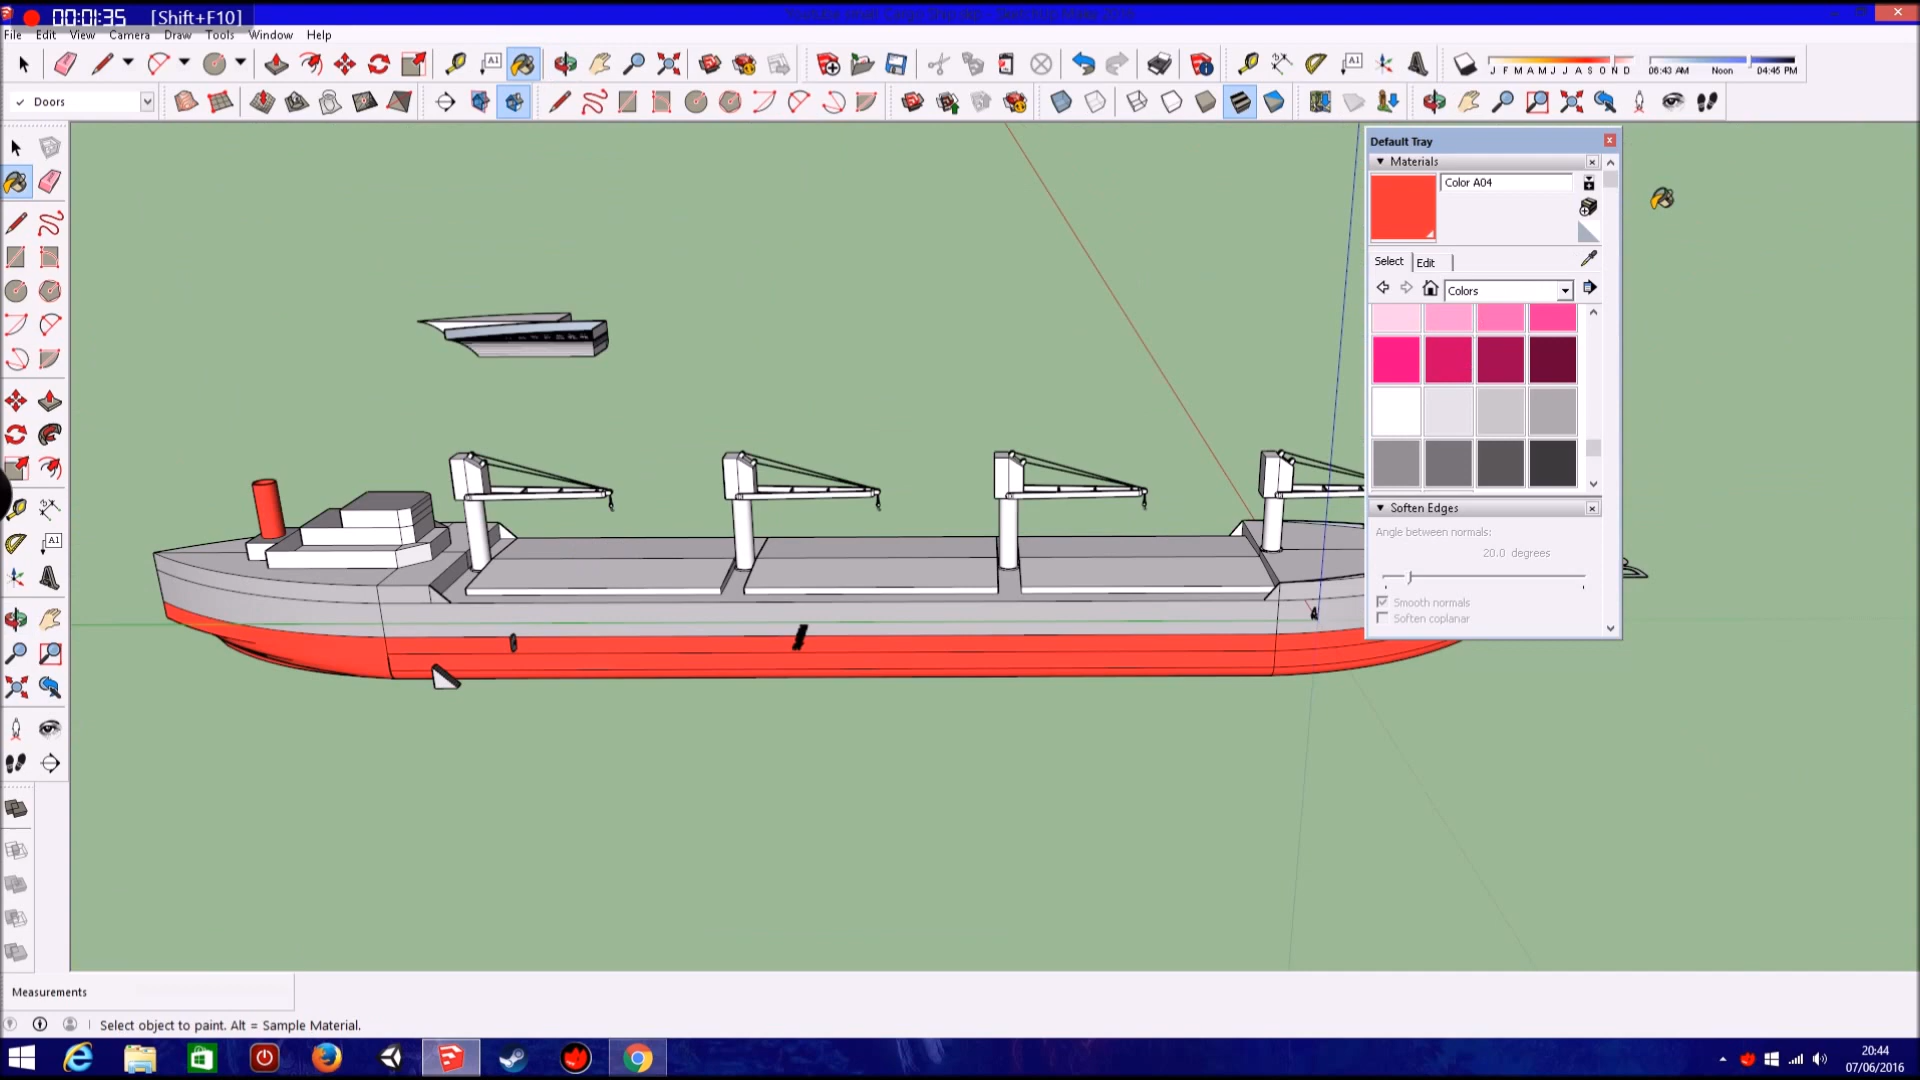 00:01:35 [Shift+F10]
File Edit View Camera Draw Tools Window Help
J F M A M J J A S O N D 06:43 AM Noon 04:45 PM
Doors
Default Tray
Materials
Color A04
Select Edit
Colors
Soften Edges
Angle between normals:
20.0 degrees
Smooth normals
Soften coplanar
Measurements
Select object to paint. Alt = Sample Material.
20:44
07/06/2016